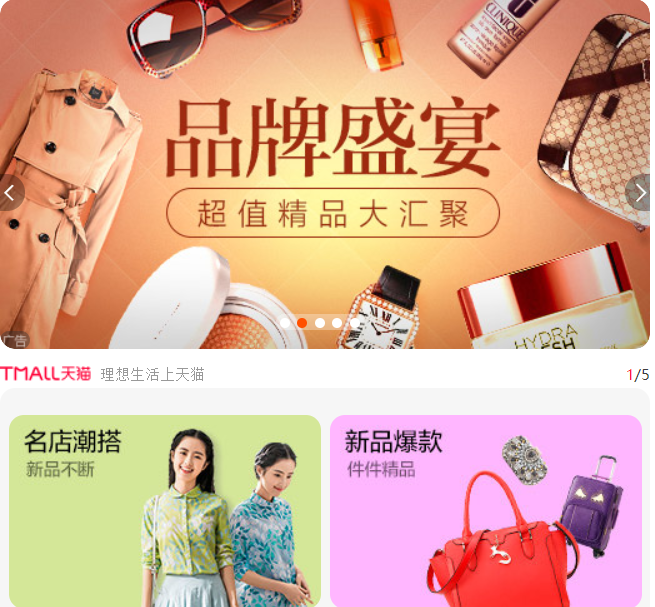 CLINIQUE
品牌盛宴
超值精品大汇聚
HYDRA
FRESH
广告
TMALL天猫 理想生活上天猫 1/5
名店潮搭 新品爆款
新品不断 件件精品